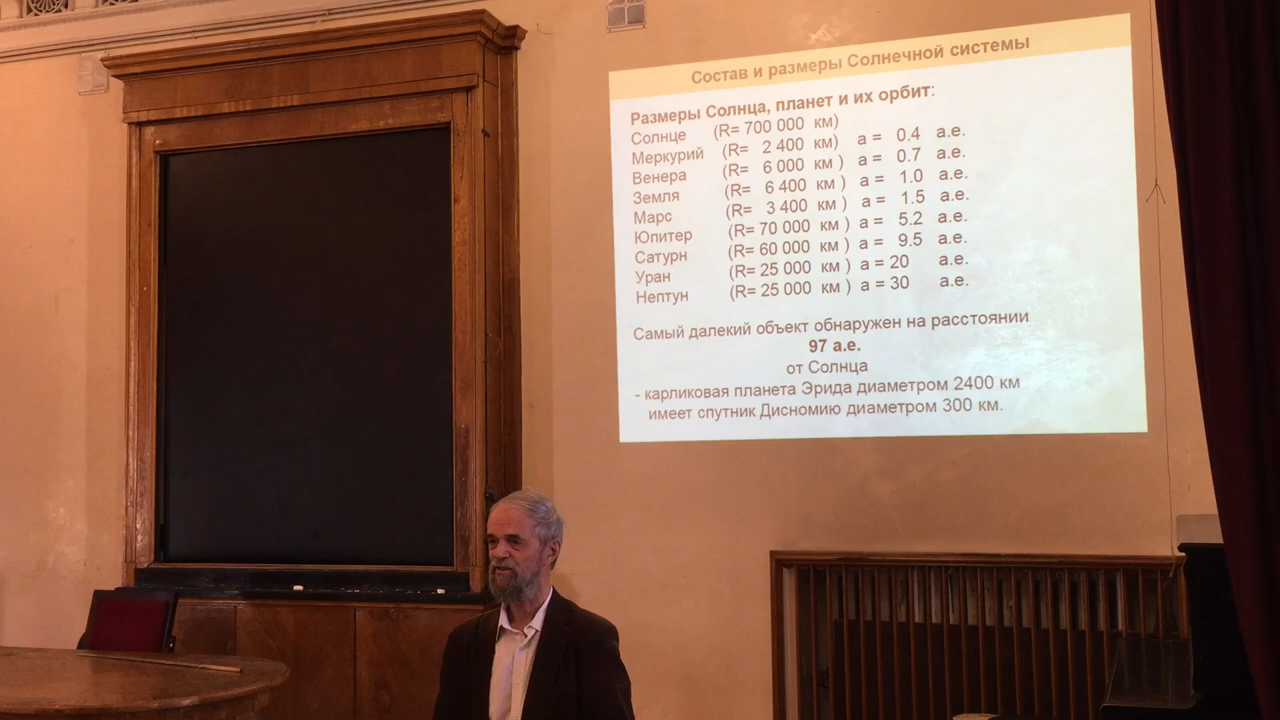 Состав и размеры Солнечной системы
Размеры Солнца, планет и их орбит:
Солнце (R= 700 000 км)
Меркурий (R= 2 400 км) a = 0.4 a.e.
Венера (R= 6 000 км ) a = 0.7 a.e.
Земля (R= 6 400 км ) a = 1.0 a.e.
Марс (R= 3 400 км ) a = 1.5 a.e.
Юпитер (R= 70 000 км ) a = 5.2 a.e.
Сатурн (R= 60 000 км ) a = 9.5 a.e.
Уран (R= 25 000 км ) a = 20 a.e.
Нептун (R= 25 000 км ) a = 30 a.e.
Самый далекий объект обнаружен на расстоянии
97 а.е.
от Солнца
- карликовая планета Эрида диаметром 2400 км
имеет спутник Дисномию диаметром 300 км.